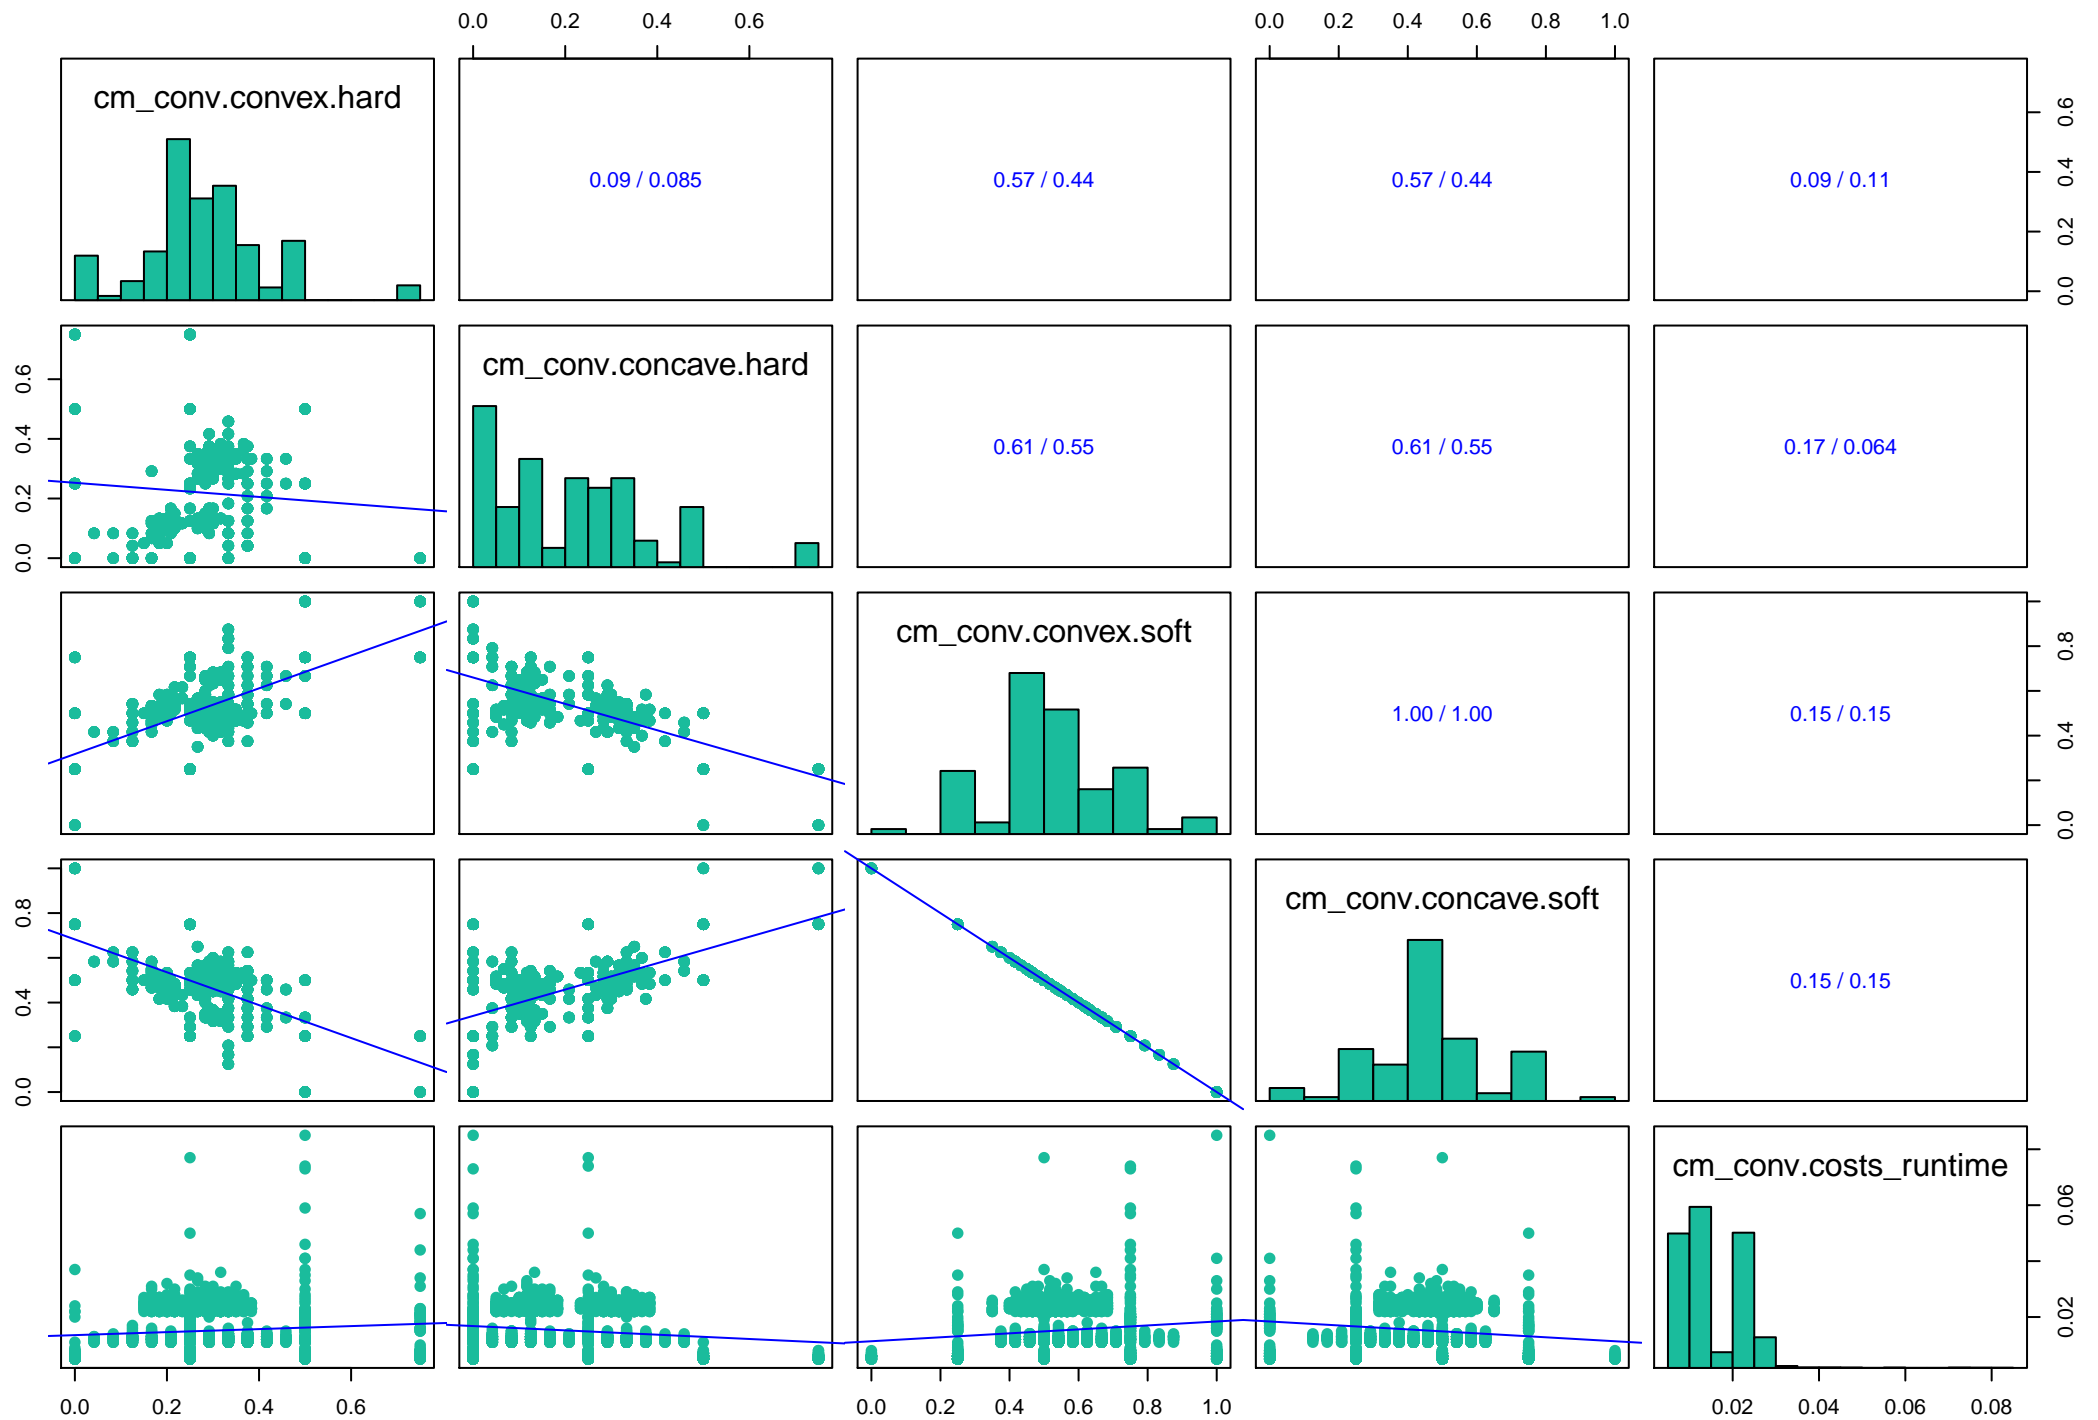 0.0 0.2 0.4 0.6 0.0 0.2 0.4 0.6 0.8 1.0
cm_conv.convex.hard 0.09 / 0.085 0.57 / 0.44 0.57 / 0.44 0.09 / 0.11
0.0 0.2 0.4 0.6
cm_conv.concave.hard 0.61 / 0.55 0.61 / 0.55 0.17 / 0.064
0.0 0.2 0.4 0.6
cm_conv.convex.soft 1.00 / 1.00 0.15 / 0.15
0.0 0.4 0.8
cm_conv.concave.soft 0.15 / 0.15
0.0 0.4 0.8
cm_conv.costs_runtime
0.02 0.06
0.0 0.2 0.4 0.6 0.0 0.2 0.4 0.6 0.8 1.0 0.02 0.04 0.06 0.08